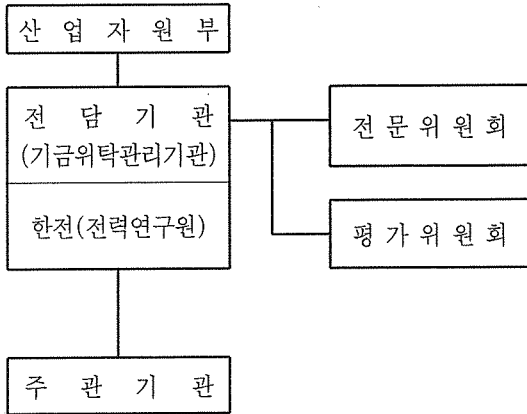 산 업 자 원 부
전 담 기 관
(기금위탁관리기관)
한전(전력연구원)
전 문 위 원 회
평 가 위 원 회
주 관 기 관